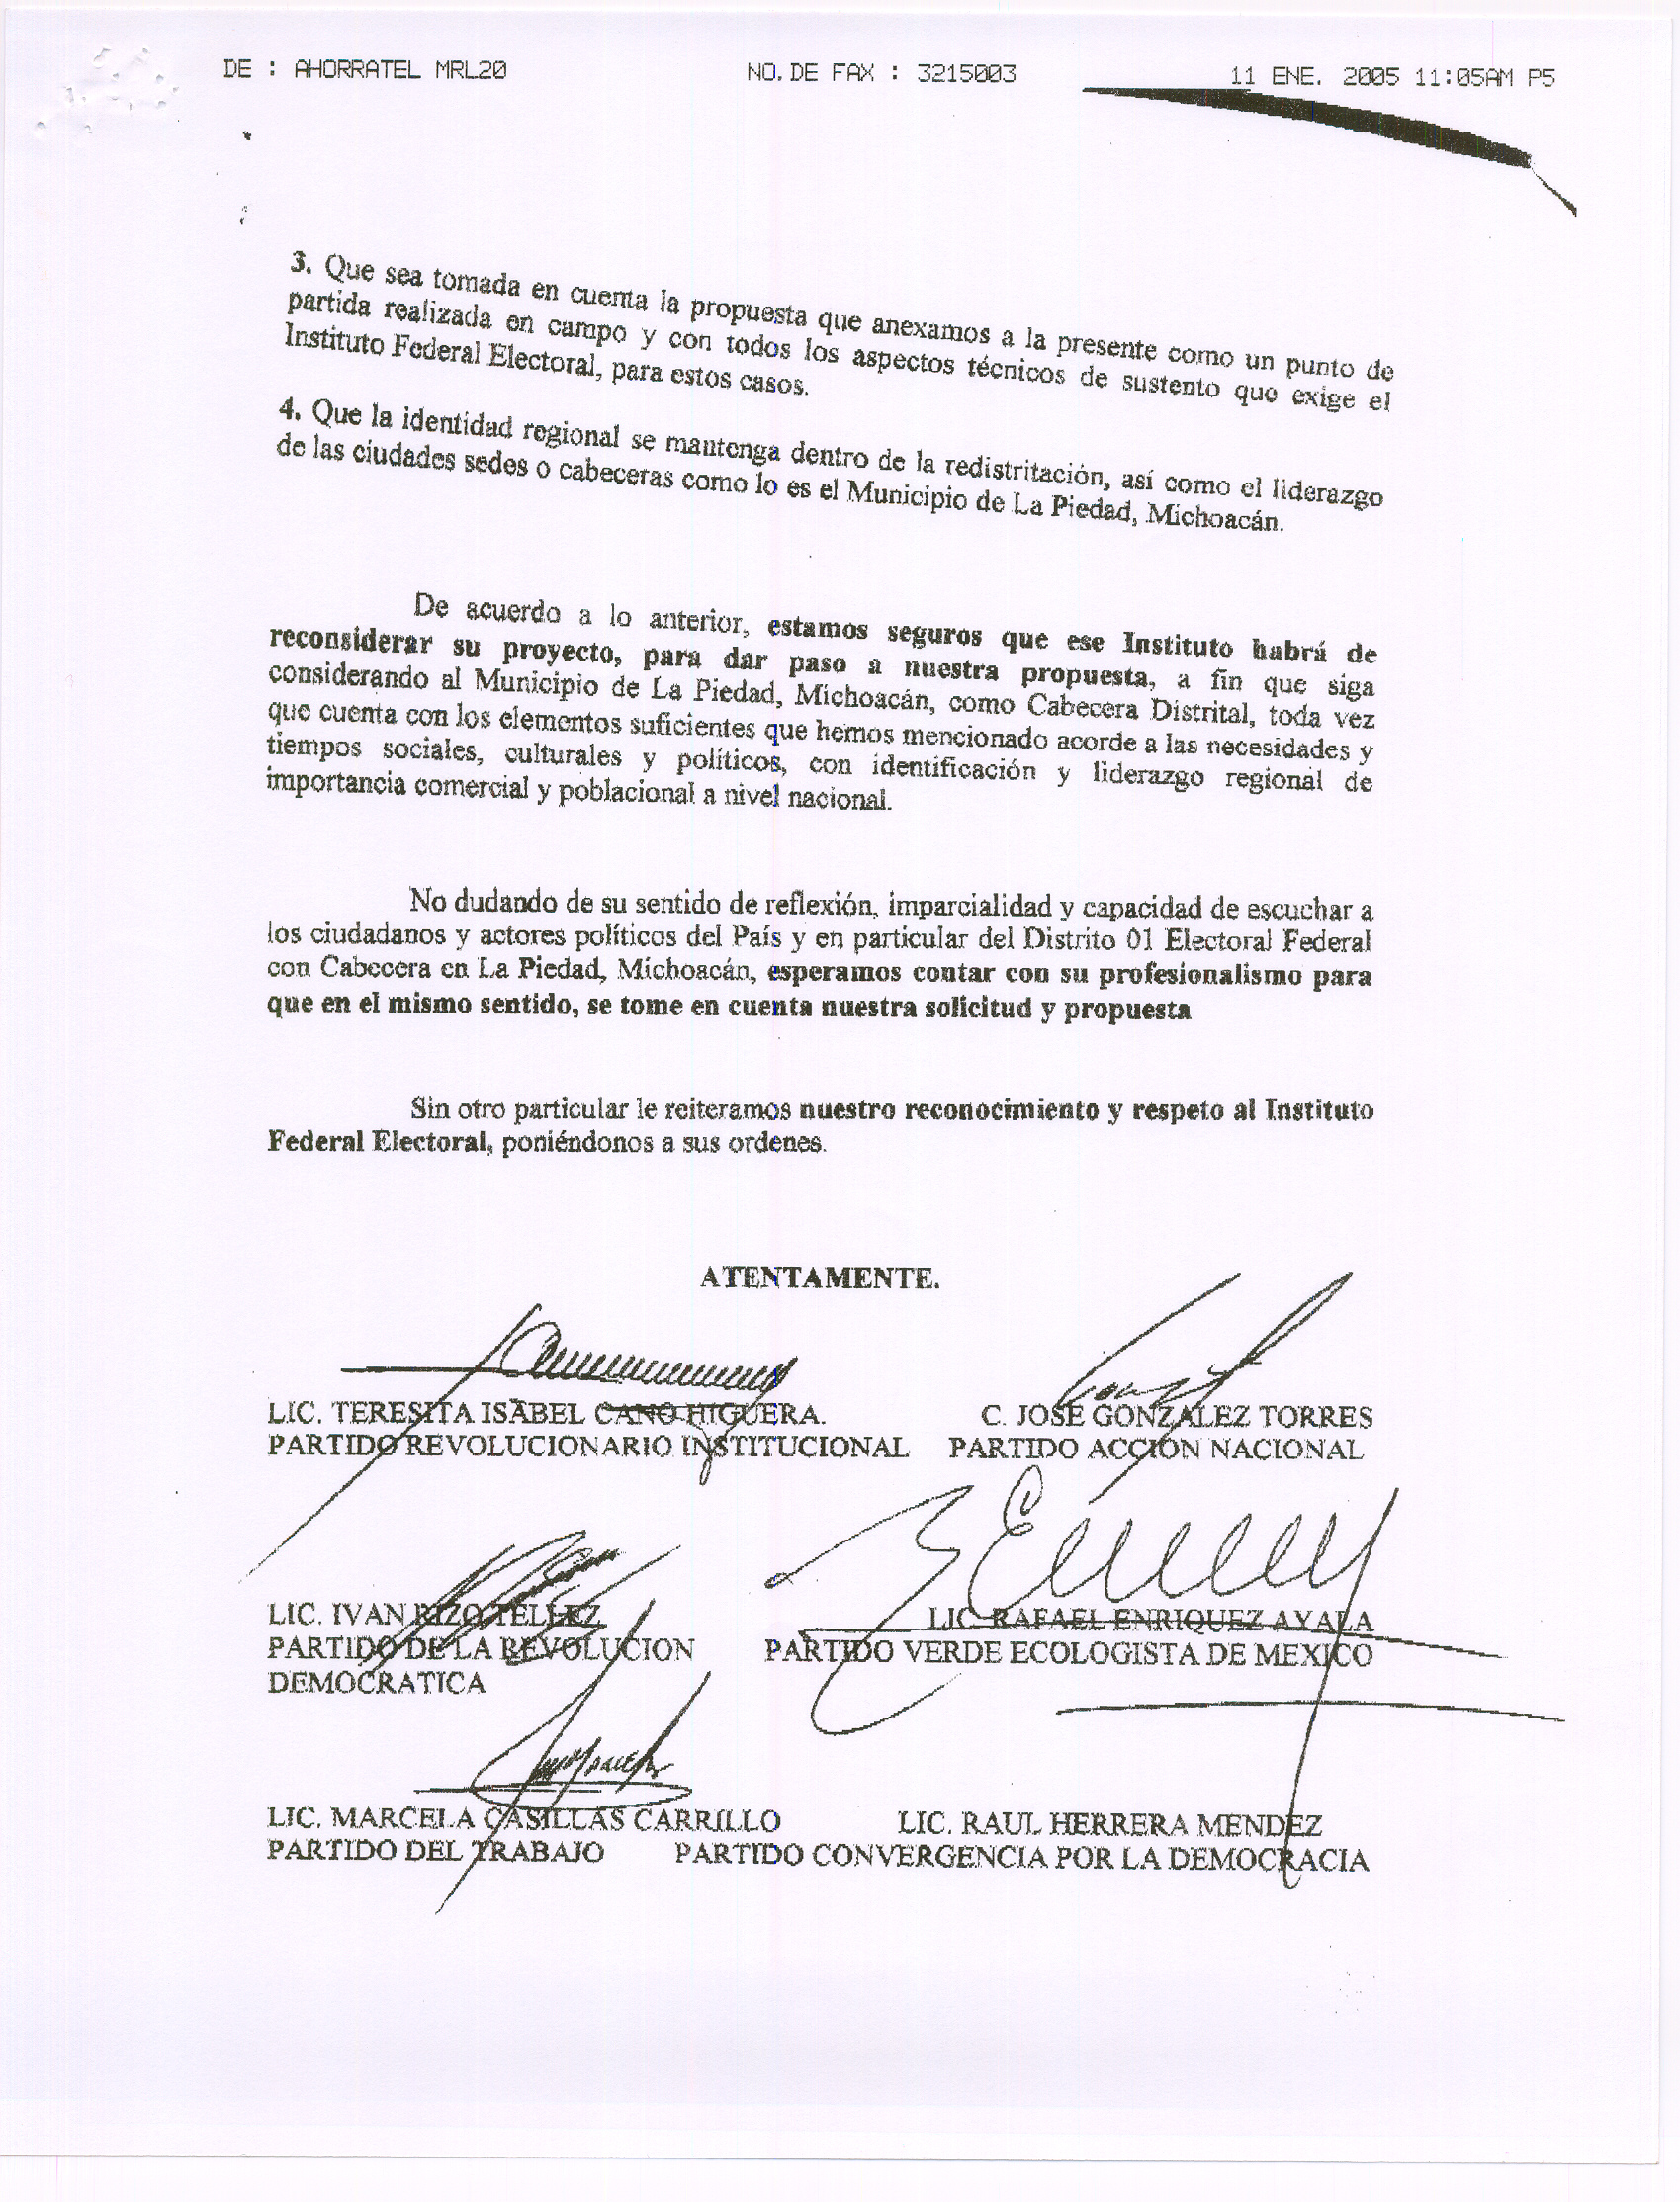 DE : AHORRATEL MRL20 NO. DE FAX : 3215003 11 ENE. 2005 11:05AM P5
3. Que sea tomada en cuenta la propuesta que anexamos a la presente como un punto de
partida realizada en campo y con todos los aspectos técnicos de sustento que exige el
Instituto Federal Electoral, para estos casos.
4. Que la identidad regional se mantenga dentro de la redistritación, así como el liderazgo
de las ciudades sedes o cabeceras como lo es el Municipio de La Piedad, Michoacán.
De acuerdo a lo anterior, estamos seguros que ese Instituto habrá de
reconsiderar su proyecto, para dar paso a nuestra propuesta, a fin que siga
considerando al Municipio de La Piedad, Michoacán, como Cabecera Distrital, toda vez
que cuenta con los elementos suficientes que hemos mencionado acorde a las necesidades y
tiempos sociales, culturales y políticos, con identificación y liderazgo regional de
importancia comercial y poblacional a nivel nacional.
No dudando de su sentido de reflexión, imparcialidad y capacidad de escuchar a
los ciudadanos y actores políticos del País y en particular del Distrito 01 Electoral Federal
con Cabecera en La Piedad, Michoacán, esperamos contar con su profesionalismo para
que en el mismo sentido, se tome en cuenta nuestra solicitud y propuesta
Sin otro particular le reiteramos nuestro reconocimiento y respeto al Instituto
Federal Electoral, poniéndonos a sus ordenes.
ATENTAMENTE.
LIC. TERESITA ISABEL CANO HIGUERA. C. JOSE GONZALEZ TORRES
PARTIDO REVOLUCIONARIO INSTITUCIONAL PARTIDO ACCION NACIONAL
LIC. IVAN RIZO TELLEZ LIC. RAFAEL ENRIQUEZ AYALA
PARTIDO DE LA REVOLUCION PARTIDO VERDE ECOLOGISTA DE MEXICO
DEMOCRATICA
LIC. MARCELA CASILLAS CARRILLO LIC. RAUL HERRERA MENDEZ
PARTIDO DEL TRABAJO PARTIDO CONVERGENCIA POR LA DEMOCRACIA